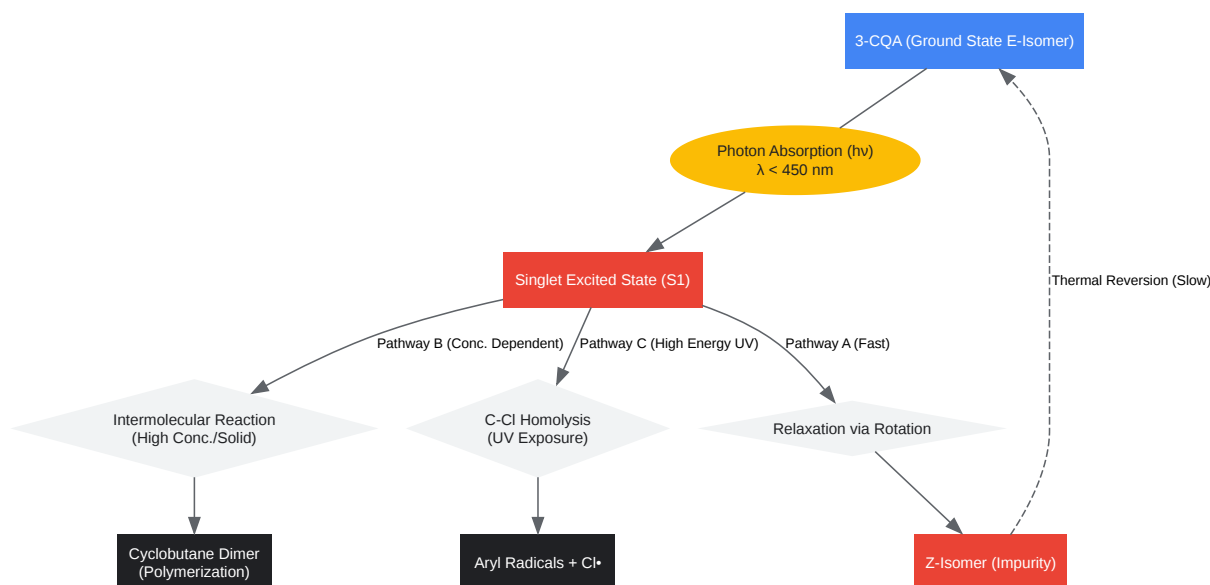 3-CQA (Ground State E-Isomer)
Photon Absorption (hν)
λ < 450 nm
Singlet Excited State (S1)
Thermal Reversion (Slow)
Pathway B (Conc. Dependent)
Pathway C (High Energy UV)
Pathway A (Fast)
Intermolecular Reaction
(High Conc./Solid)
C-Cl Homolysis
(UV Exposure)
Relaxation via Rotation
Cyclobutane Dimer
(Polymerization)
Aryl Radicals + Cl•
Z-Isomer (Impurity)